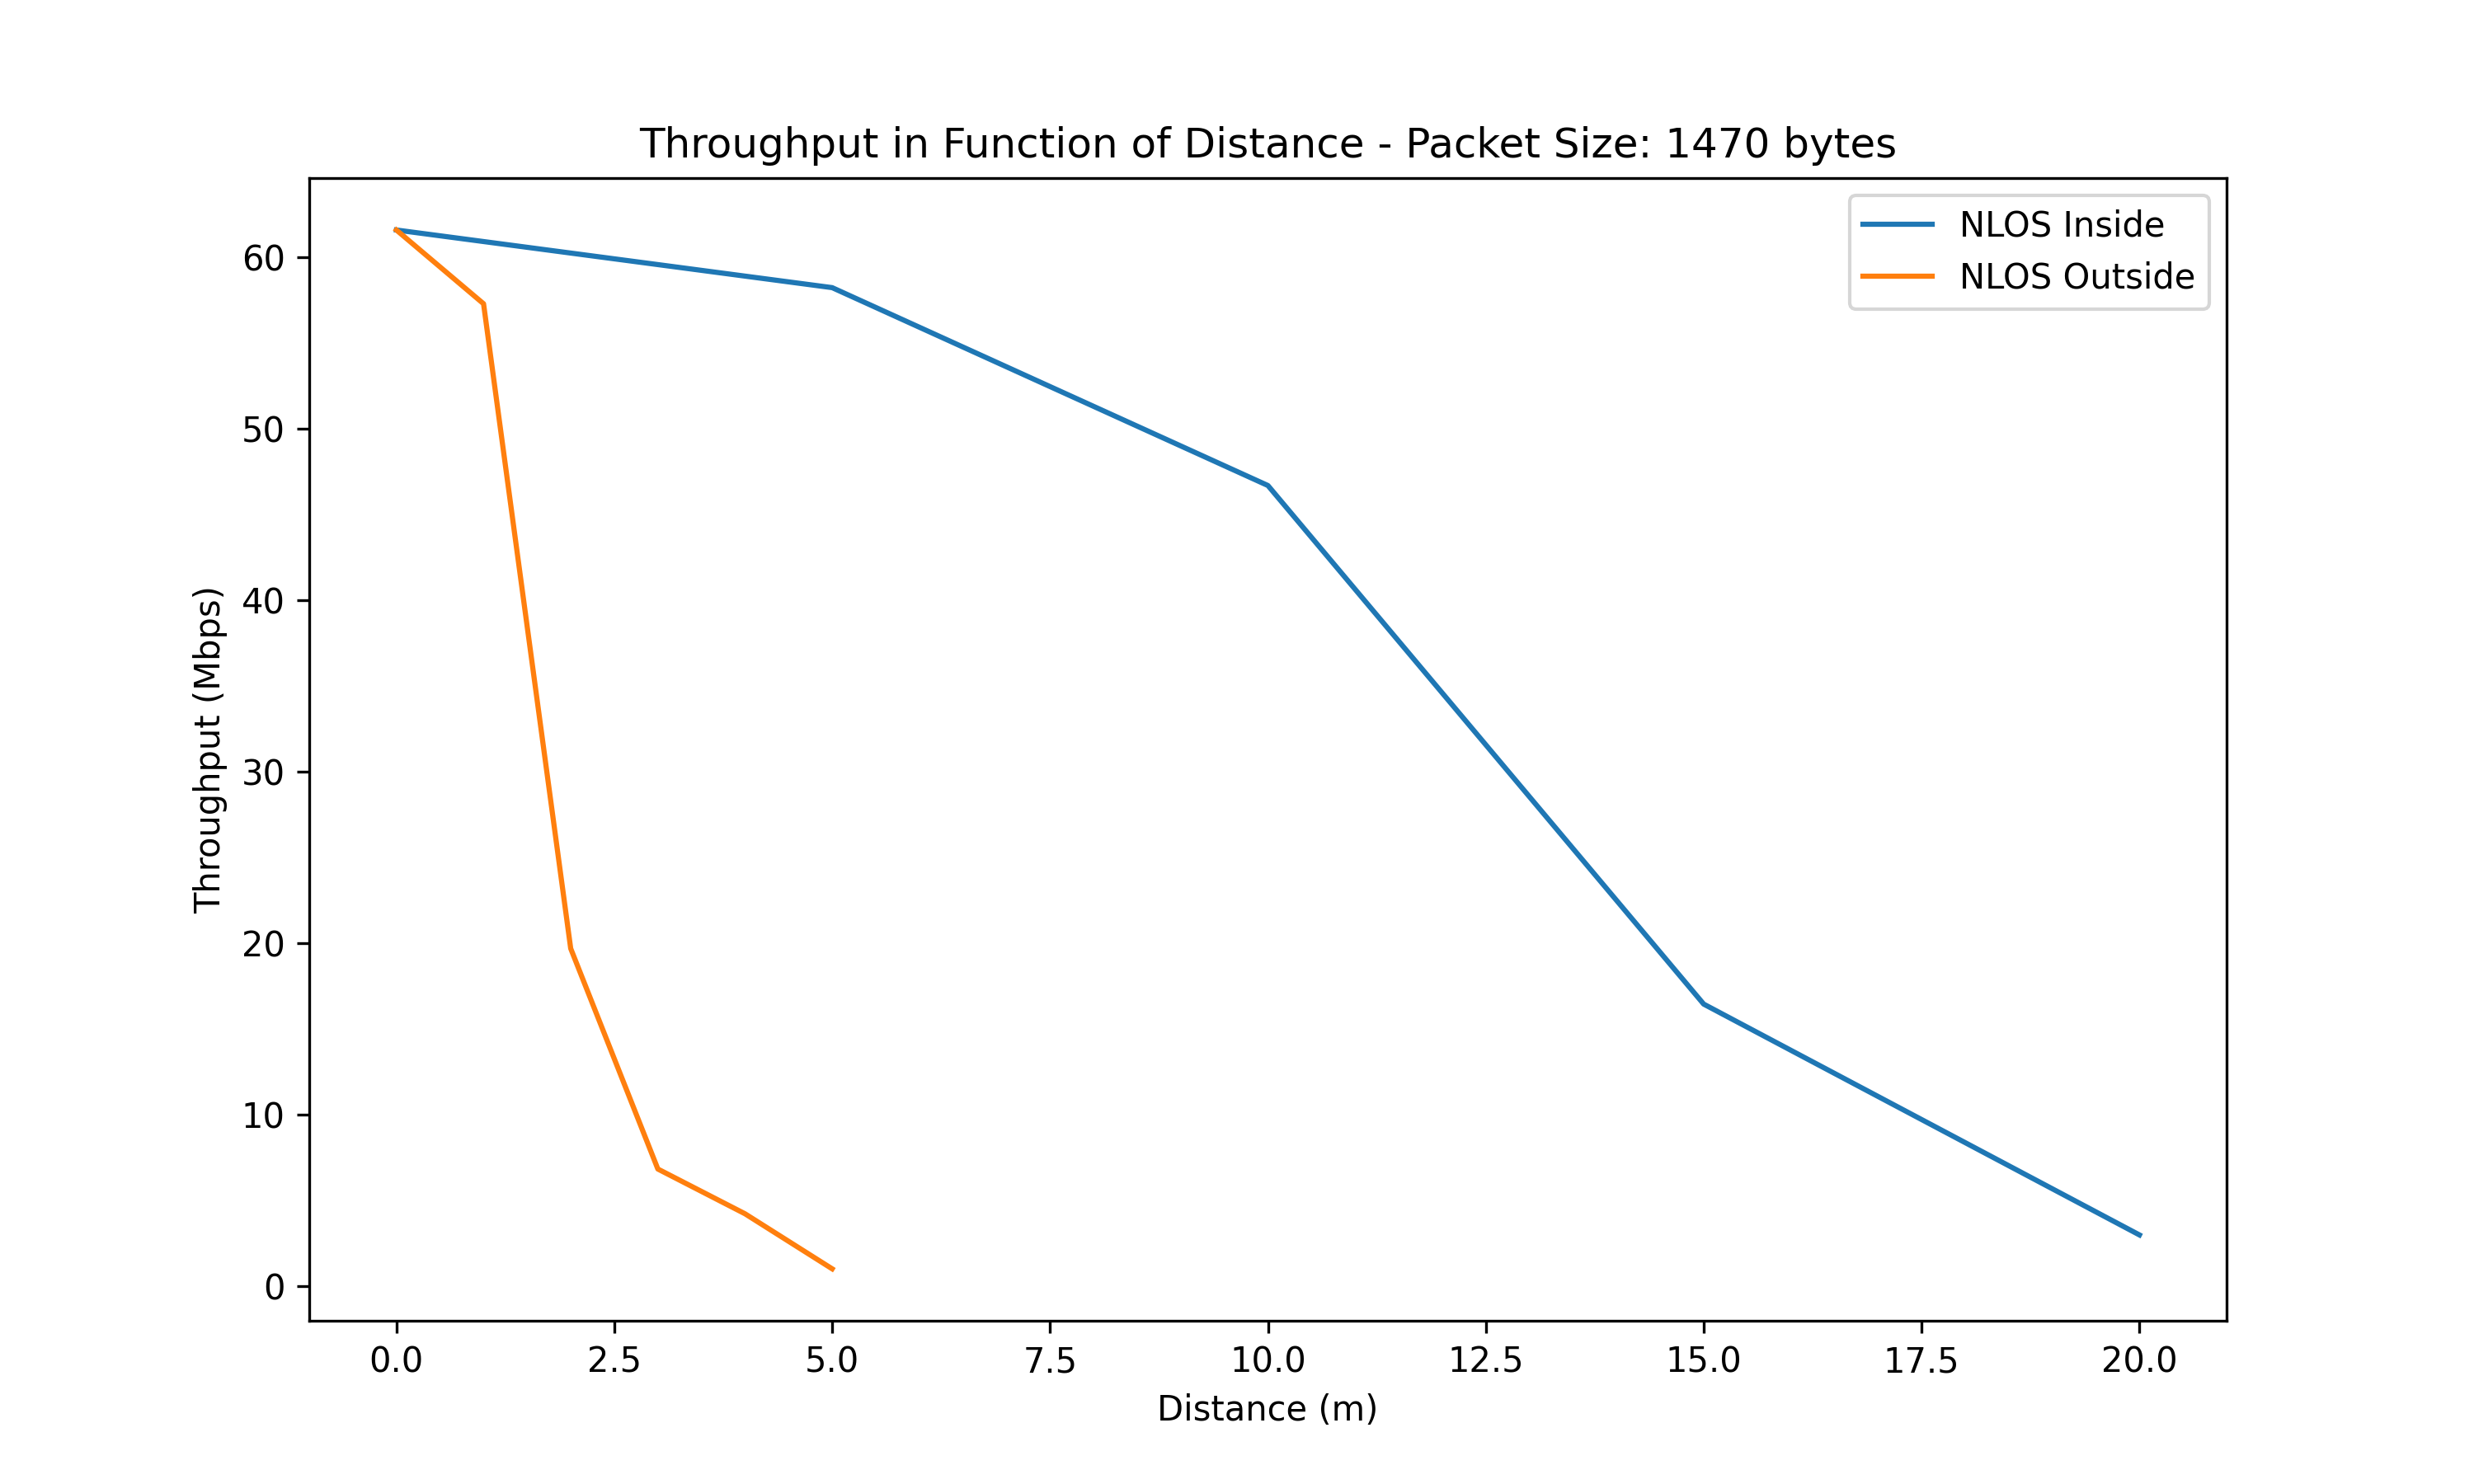 Throughput in Function of Distance - Packet Size: 1470 bytes
NLOS Inside
NLOS Outside
Throughput (Mbps)
60
50
40
30
20
10
0
0.0 2.5 5.0 7.5 10.0 12.5 15.0 17.5 20.0
Distance (m)